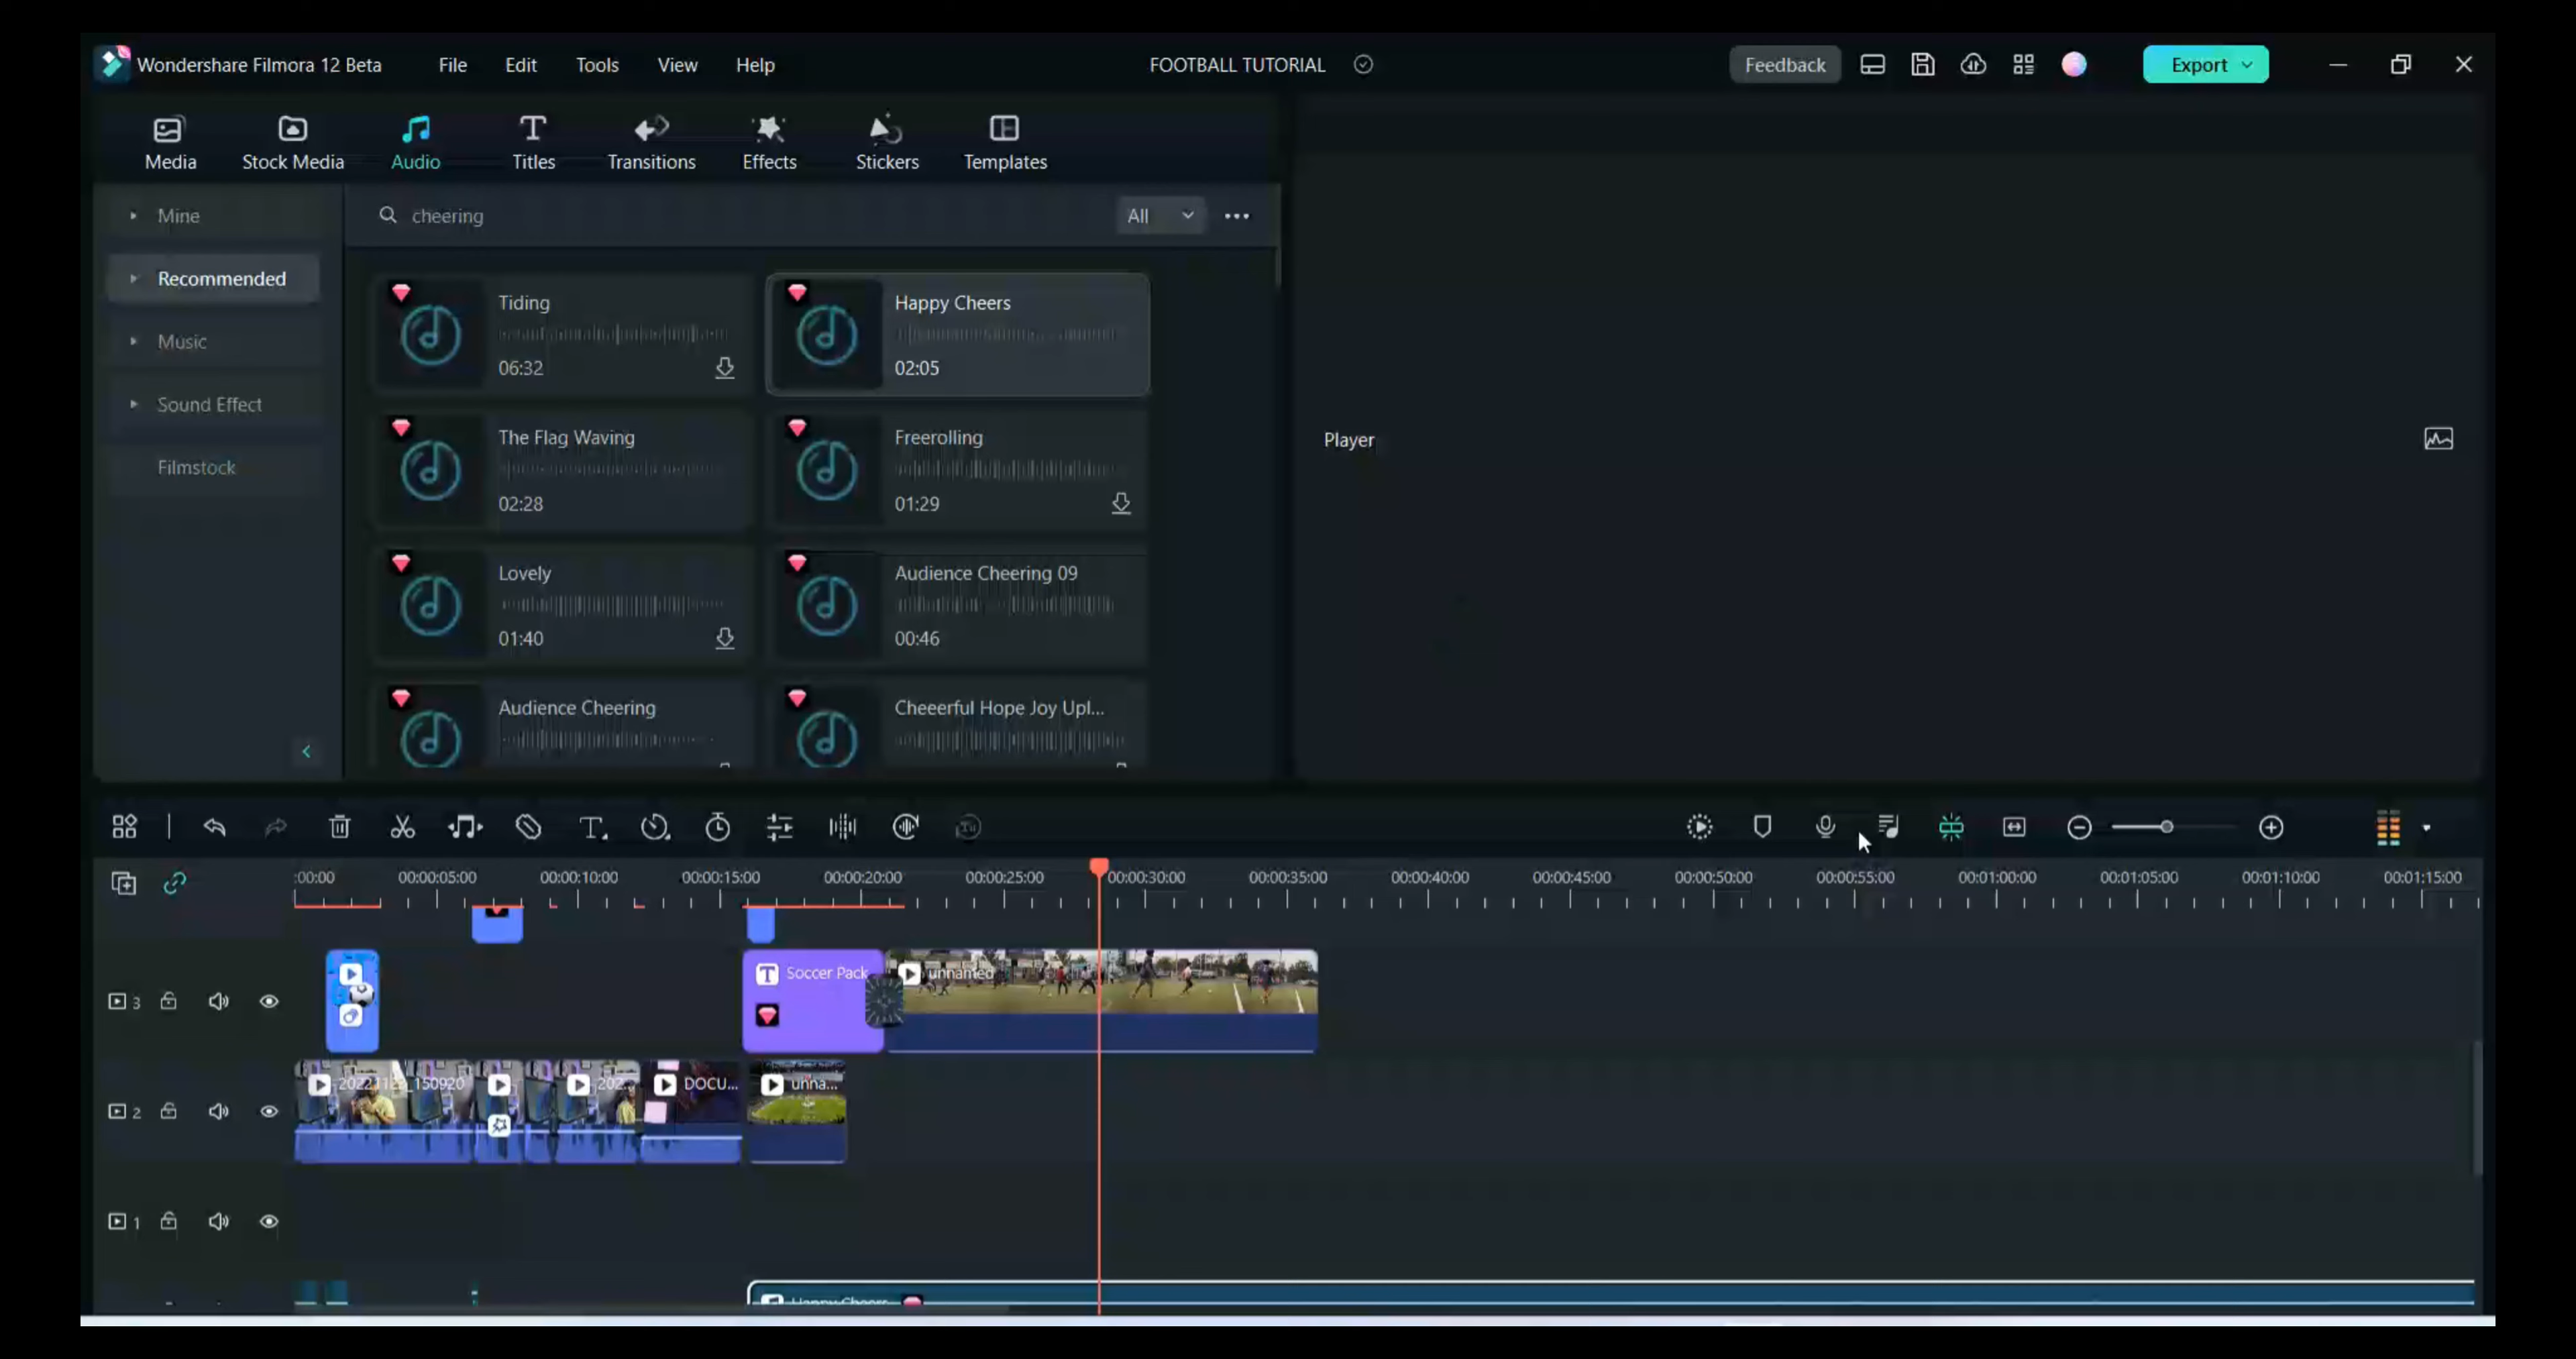 Wondershare Filmora 12 Beta File Edit Tools View Help FOOTBALL TUTORIAL Feedback Export
Media Stock Media Audio Titles Transitions Effects Stickers Templates
Mine
Recommended
Music
Sound Effect
Filmstock
cheering All
Tiding
06:32
Happy Cheers
02:05
The Flag Waving
02:28
Freerolling
01:29
Lovely
01:40
Audience Cheering 09
00:46
Audience Cheering
Cheeerful Hope Joy Upl...
Player
:00:00 00:00:05:00 00:00:10:00 00:00:15:00 00:00:20:00 00:00:25:00 00:00:30:00 00:00:35:00 00:00:40:00 00:00:45:00 00:00:50:00 00:00:55:00 00:01:00:00 00:01:05:00 00:01:10:00 00:01:15:00
3 Soccer Pack unnamed
2 20221123_150920 202... DOCU... unna...
1
Happy Cheers